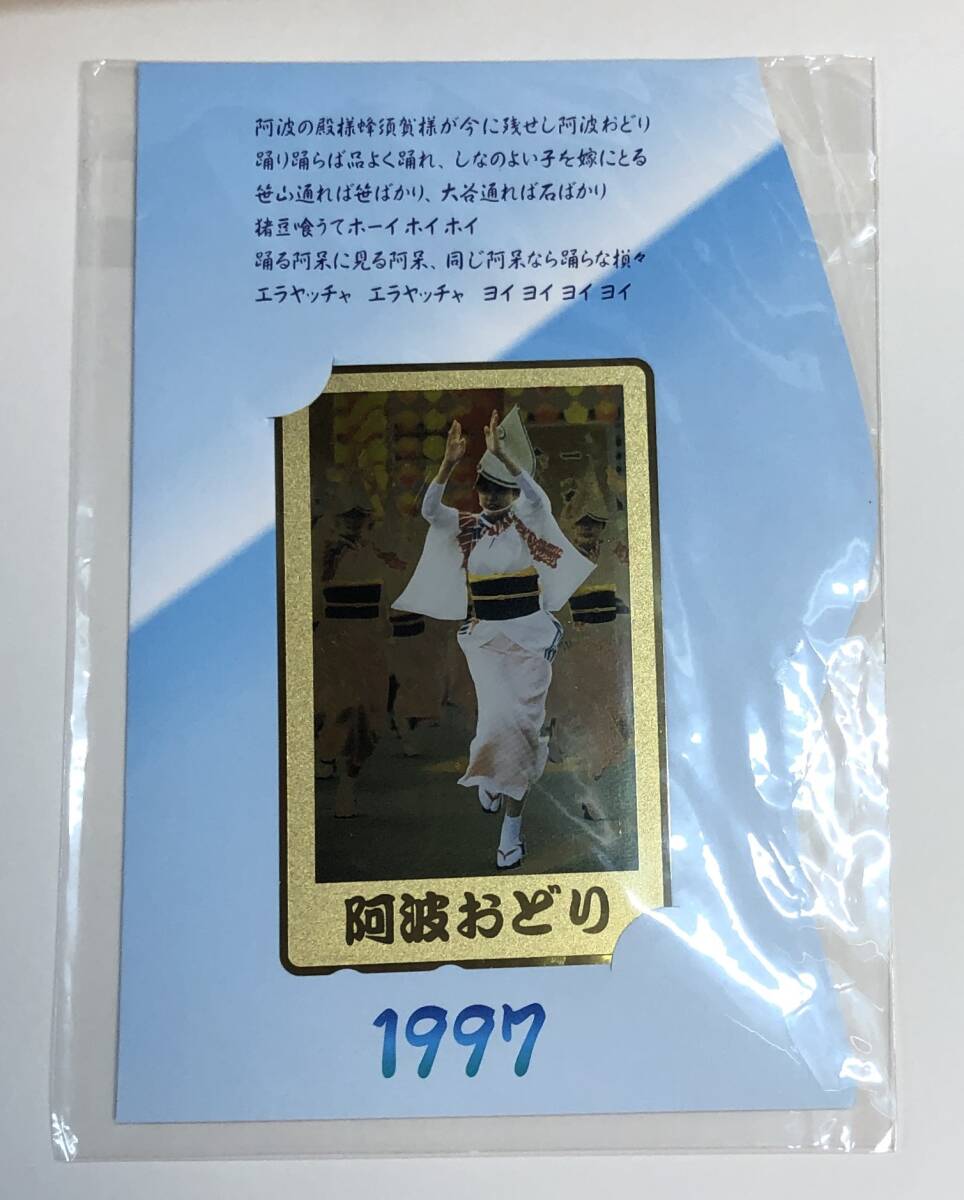 阿波の殿様蜂須賀様が今に残せし阿波おどり
踊り踊らば品よく踊れ、しなのよい子を嫁にとる
笹山通れば笹ばかり、大谷通れば石ばかり
猪豆喰うてホーイ ホイ ホイ
踊る阿呆に見る阿呆、同じ阿呆なら踊らな損々
エラヤッチャ エラヤッチャ ヨイ ヨイ ヨイ ヨイ
阿波おどり
1997